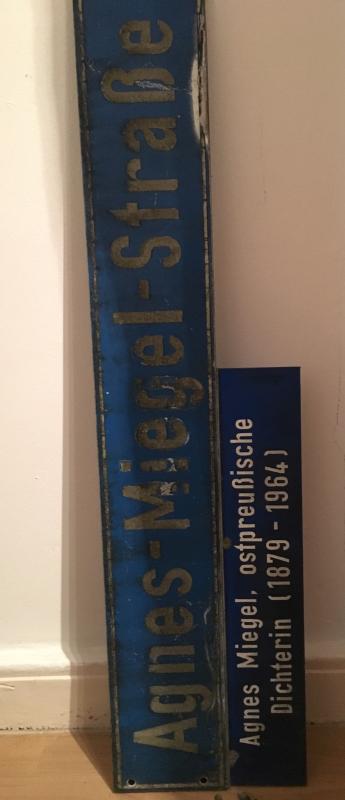 Agnes-Miegel-Straße
Agnes Miegel, ostpreußische
Dichterin (1879 - 1964)